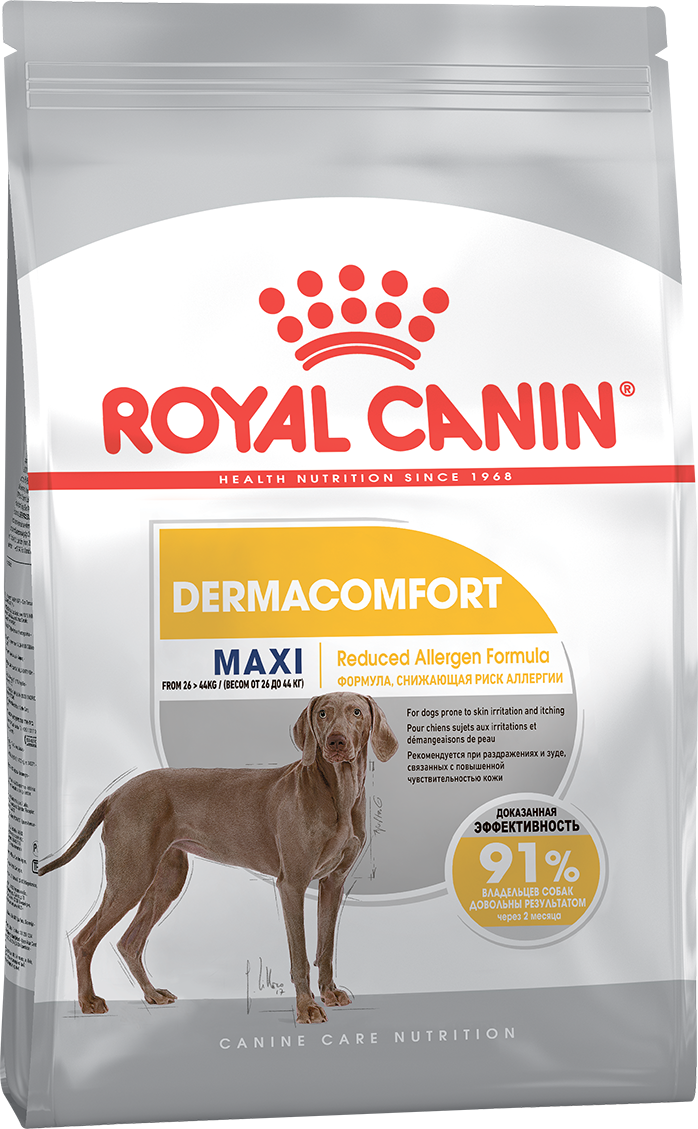 ROYAL CANIN®
HEALTH NUTRITION SINCE 1968
DERMACOMFORT
MAXI
FROM 26 > 44KG / (ВЕСОМ ОТ 26 ДО 44 КГ)
Reduced Allergen Formula
ФОРМУЛА, СНИЖАЮЩАЯ РИСК АЛЛЕРГИИ
For dogs prone to skin irritation and itching
Pour chiens sujets aux irritations et
démangeaisons de peau
Рекомендуется при раздражениях и зуде,
связанных с повышенной
чувствительностью кожи
ДОКАЗАННАЯ
ЭФФЕКТИВНОСТЬ
91%
ВЛАДЕЛЬЦЕВ СОБАК
ДОВОЛЬНЫ РЕЗУЛЬТАТОМ
через 2 месяца
CANINE CARE NUTRITION